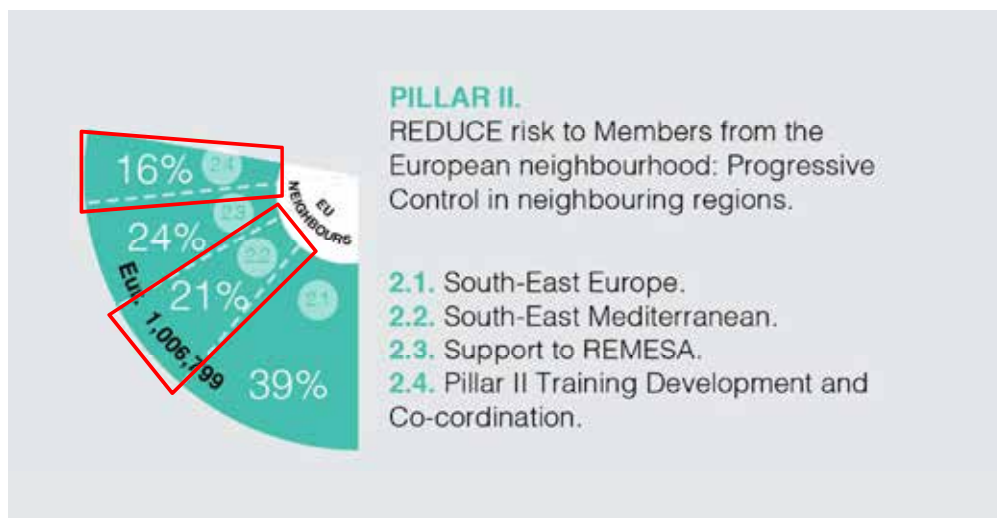 PILLAR II.
REDUCE risk to Members from the
European neighbourhood: Progressive
Control in neighbouring regions.
2.1. South-East Europe.
2.2. South-East Mediterranean.
2.3. Support to REMESA.
2.4. Pillar II Training Development and
Co-cordination.
16%
2.4
24%
2.3
21%
2.2
39%
2.1
EU
NEIGHBOURS
Eur. 1,006,799